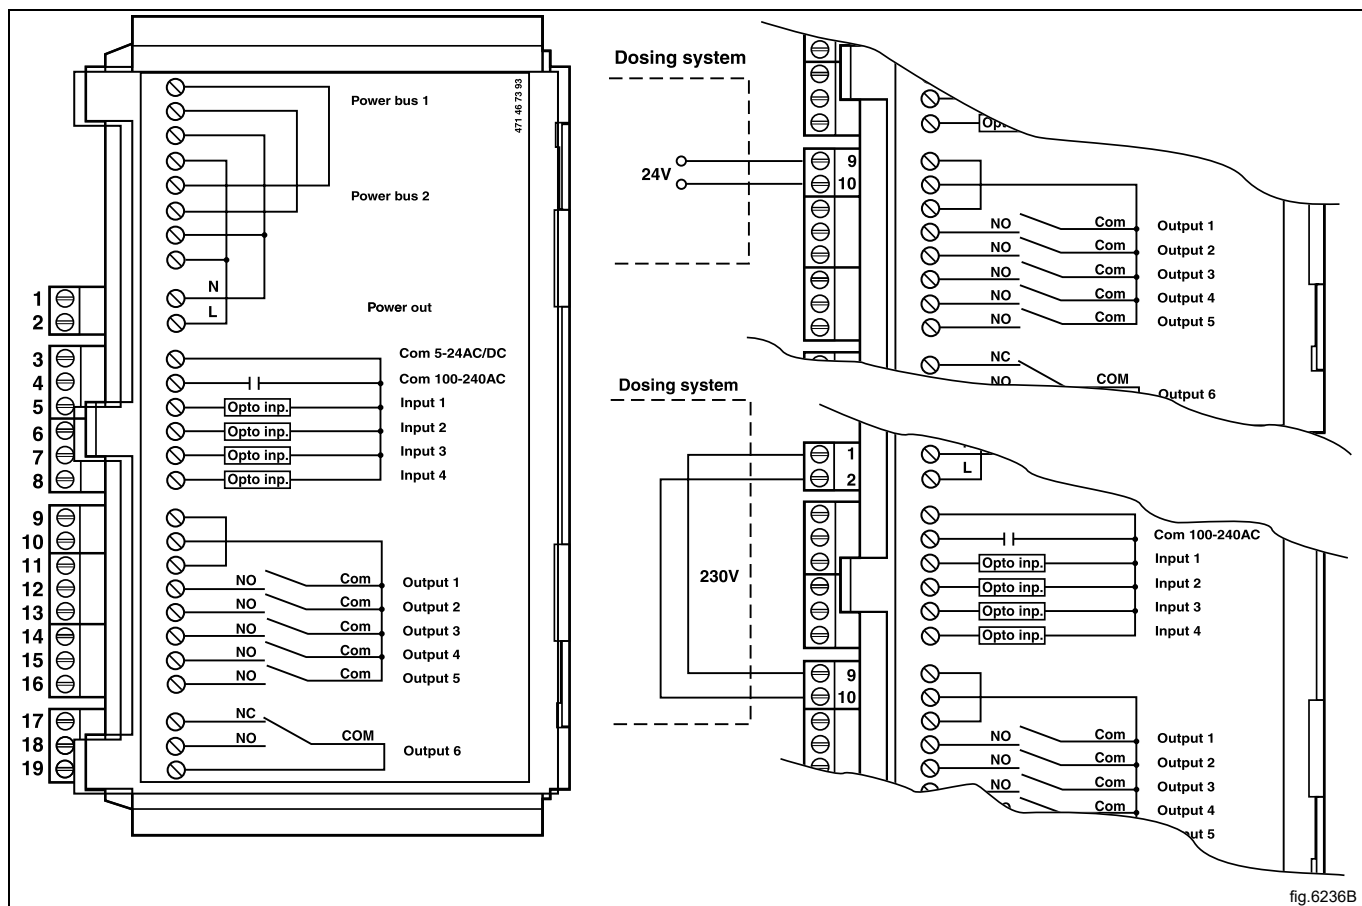 471 46 73 93
Power bus 1
Power bus 2
N
L
Power out
1
2
3
4
5
6
7
8
9
10
11
12
13
14
15
16
17
18
19
Com 5-24AC/DC
Com 100-240AC
Opto inp. Input 1
Opto inp. Input 2
Opto inp. Input 3
Opto inp. Input 4
NO Com Output 1
NO Com Output 2
NO Com Output 3
NO Com Output 4
NO Com Output 5
NC
NO COM Output 6
Dosing system
24V
9
10
NO Com Output 1
NO Com Output 2
NO Com Output 3
NO Com Output 4
NO Com Output 5
NC
NO COM
Output 6
Dosing system
230V
1
2
L
Com 100-240AC
Opto inp. Input 1
Opto inp. Input 2
Opto inp. Input 3
Opto inp. Input 4
9
10
NO Com Output 1
NO Com Output 2
NO Com Output 3
Com Output 4
fig.6236B